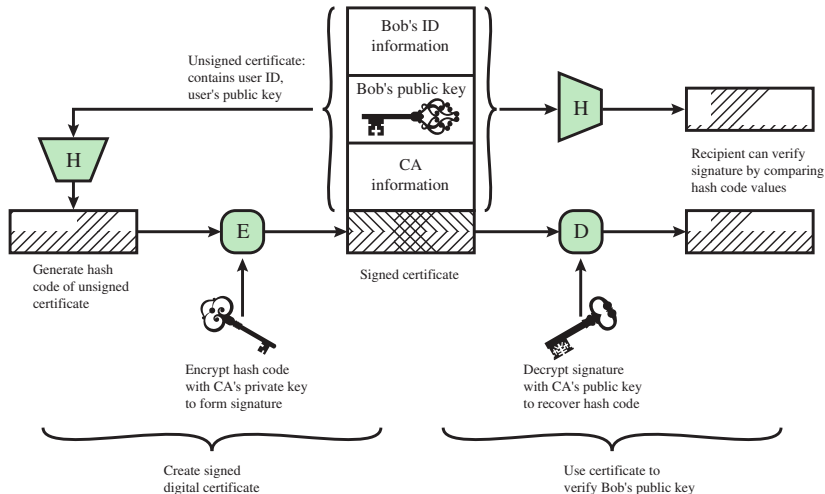 Bob's ID
information
Unsigned certificate:
contains user ID,
user's public key
Bob's public key
H
H
CA
information
Recipient can verify
signature by comparing
hash code values
E
D
Generate hash
code of unsigned
certificate
Signed certificate
Encrypt hash code
with CA's private key
to form signature
Decrypt signature
with CA's public key
to recover hash code
Create signed
digital certificate
Use certificate to
verify Bob's public key